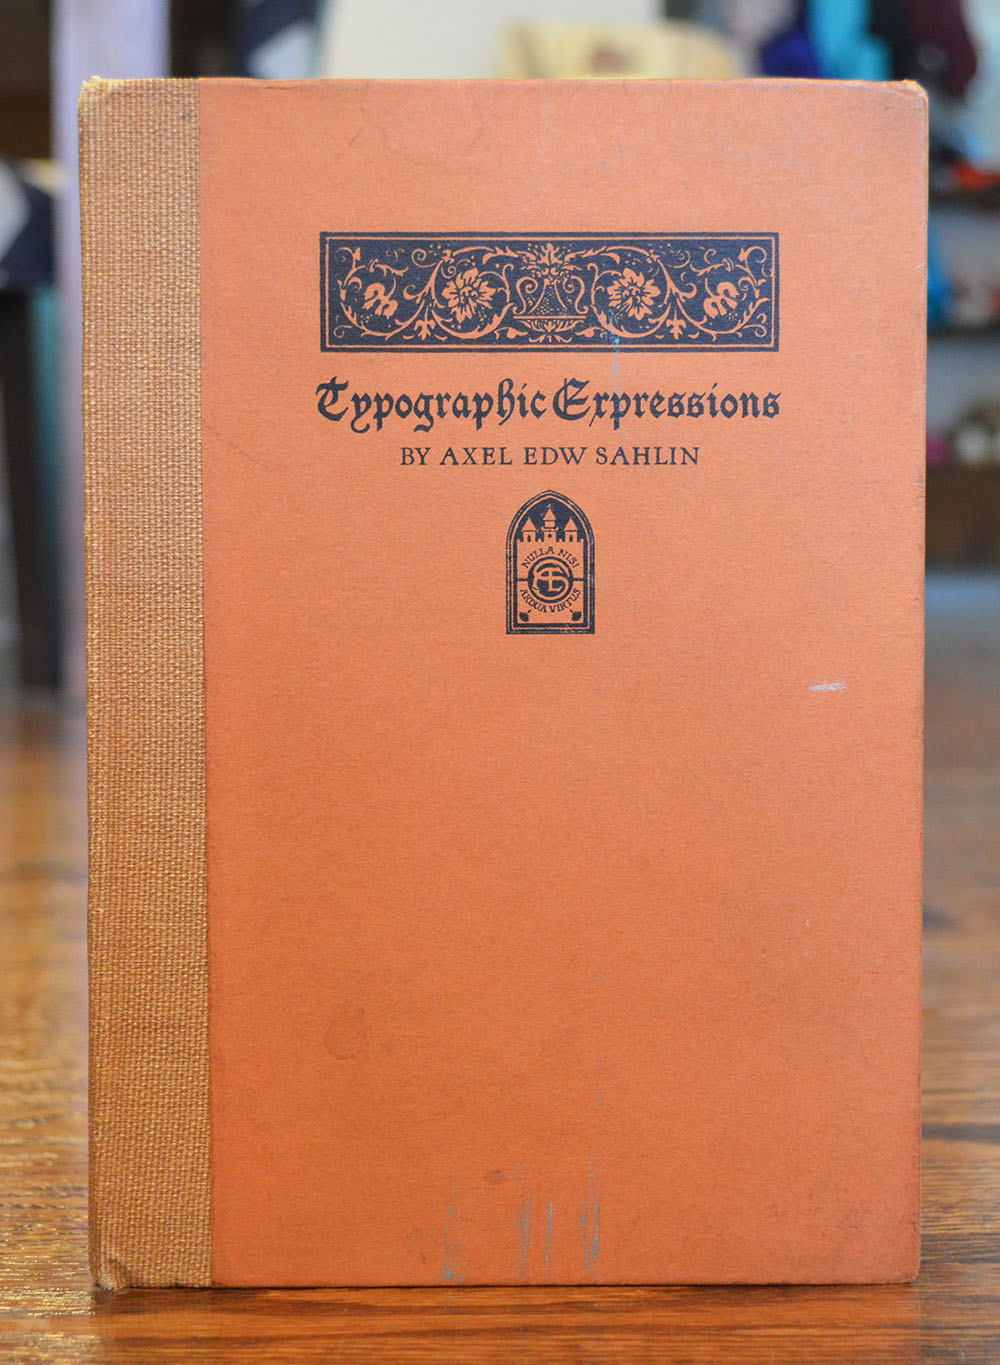 Typographic Expressions
BY AXEL EDW SAHLIN
NULLA NISI
ARDUA VIRTUS